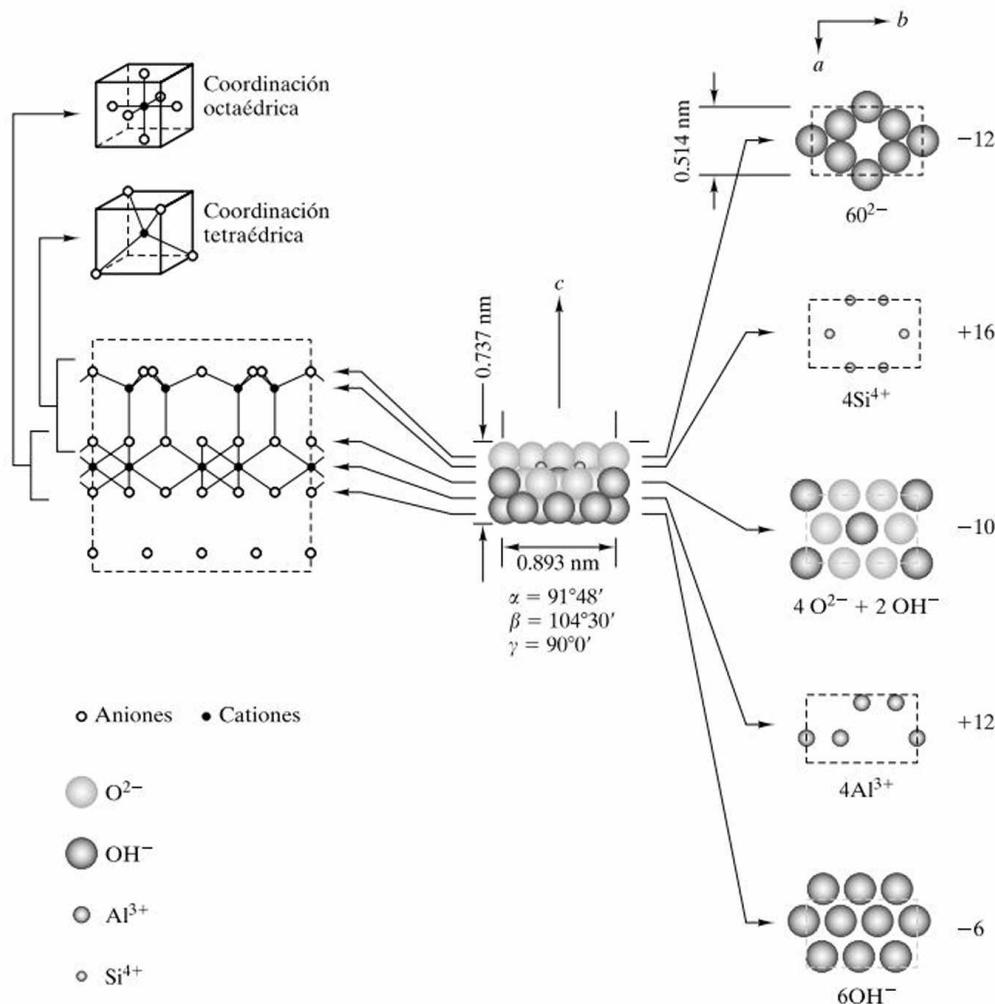 Coordinación
octaédrica
Coordinación
tetraédrica
b
a
0.514 nm
−12
60²⁻
c
0.737 nm
+16
4Si⁴⁺
−10
4 O²⁻ + 2 OH⁻
0.893 nm
α = 91°48′
β = 104°30′
γ = 90°0′
+12
4Al³⁺
Aniones
Cationes
O²⁻
OH⁻
Al³⁺
Si⁴⁺
−6
6OH⁻